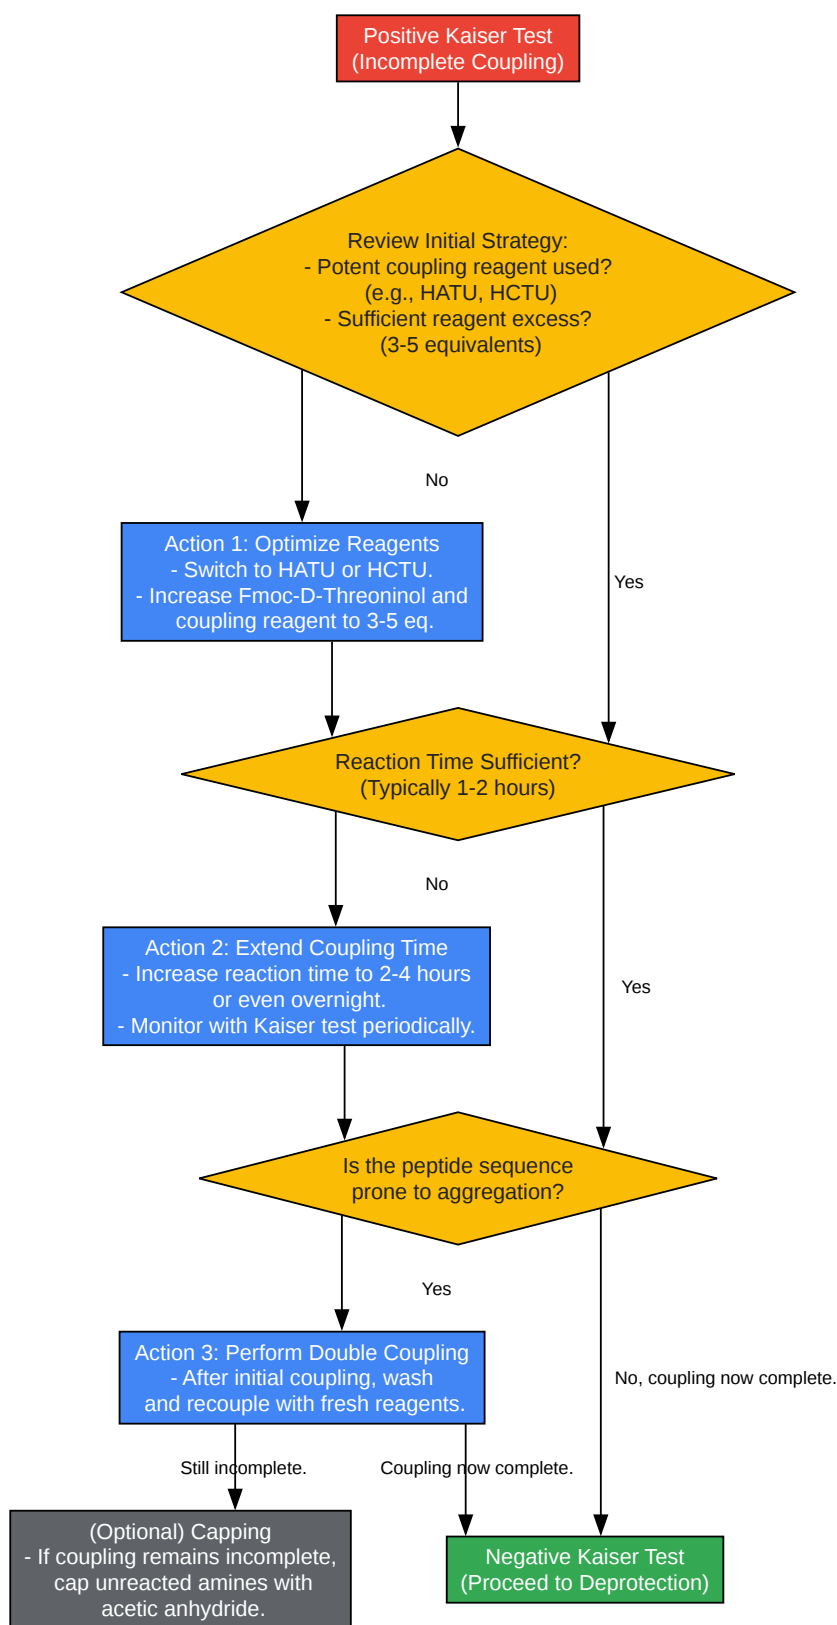 Positive Kaiser Test
(Incomplete Coupling)
Review Initial Strategy:
- Potent coupling reagent used?
(e.g., HATU, HCTU)
- Sufficient reagent excess?
(3-5 equivalents)
No
Yes
Action 1: Optimize Reagents
- Switch to HATU or HCTU.
- Increase Fmoc-D-Threoninol and
coupling reagent to 3-5 eq.
Reaction Time Sufficient?
(Typically 1-2 hours)
No
Yes
Action 2: Extend Coupling Time
- Increase reaction time to 2-4 hours
or even overnight.
- Monitor with Kaiser test periodically.
Is the peptide sequence
prone to aggregation?
Yes
No, coupling now complete.
Action 3: Perform Double Coupling
- After initial coupling, wash
and recouple with fresh reagents.
Still incomplete.
Coupling now complete.
(Optional) Capping
- If coupling remains incomplete,
cap unreacted amines with
acetic anhydride.
Negative Kaiser Test
(Proceed to Deprotection)